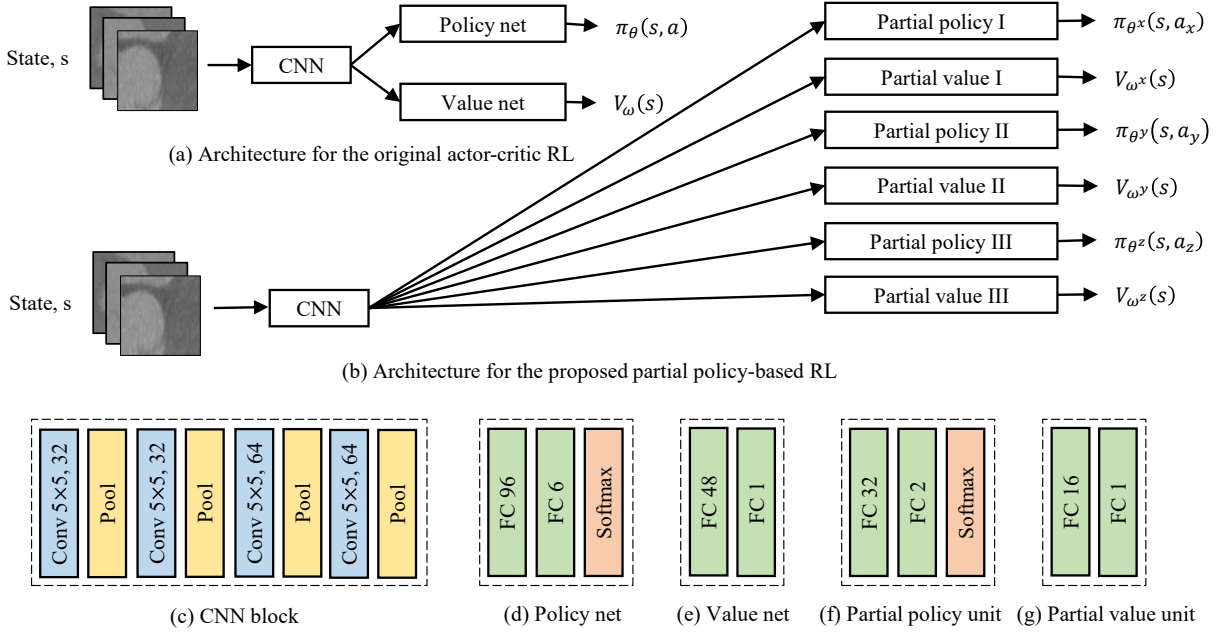 State, s
CNN
Policy net
π_θ(s, a)
Value net
V_ω(s)
(a) Architecture for the original actor-critic RL
Partial policy I
π_θ^x(s, a_x)
Partial value I
V_ω^x(s)
Partial policy II
π_θ^y(s, a_y)
Partial value II
V_ω^y(s)
Partial policy III
π_θ^z(s, a_z)
Partial value III
V_ω^z(s)
State, s
CNN
(b) Architecture for the proposed partial policy-based RL
Conv 5×5, 32
Pool
Conv 5×5, 32
Pool
Conv 5×5, 64
Pool
Conv 5×5, 64
Pool
(c) CNN block
FC 96
FC 6
Softmax
(d) Policy net
FC 48
FC 1
(e) Value net
FC 32
FC 2
Softmax
(f) Partial policy unit
FC 16
FC 1
(g) Partial value unit